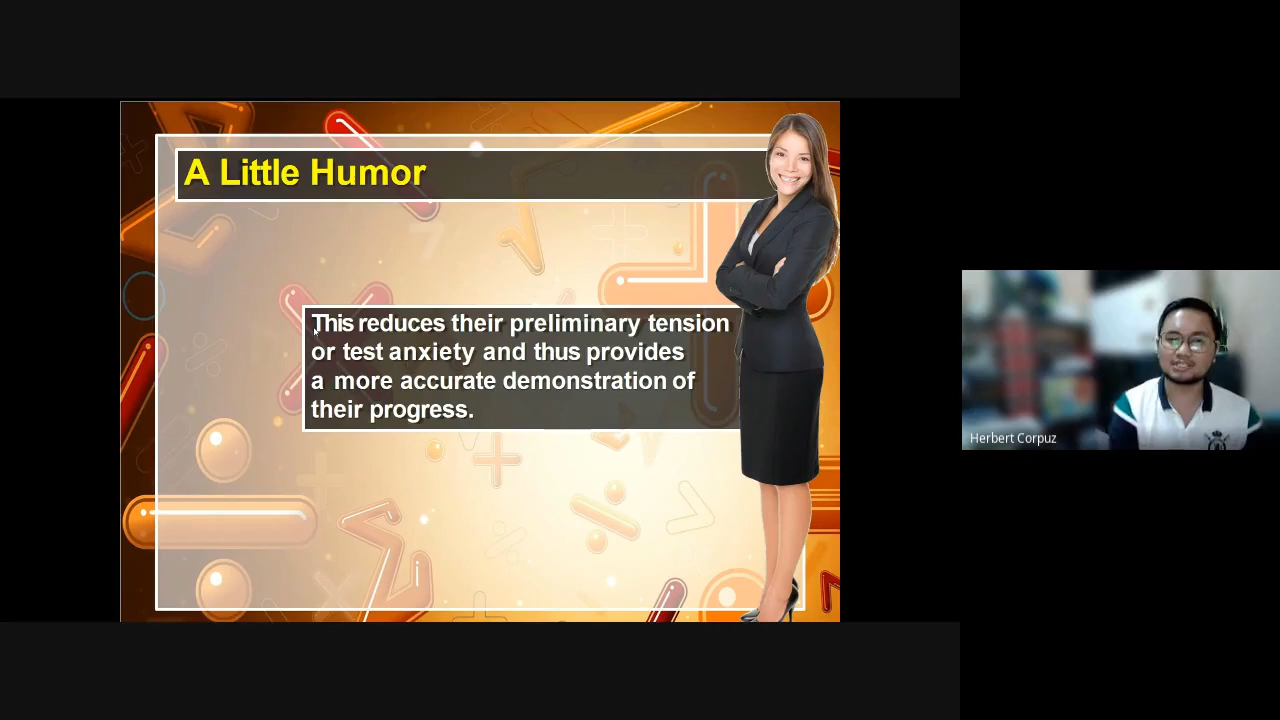 A Little Humor
This reduces their preliminary tension
or test anxiety and thus provides
a more accurate demonstration of
their progress.
Herbert Corpuz